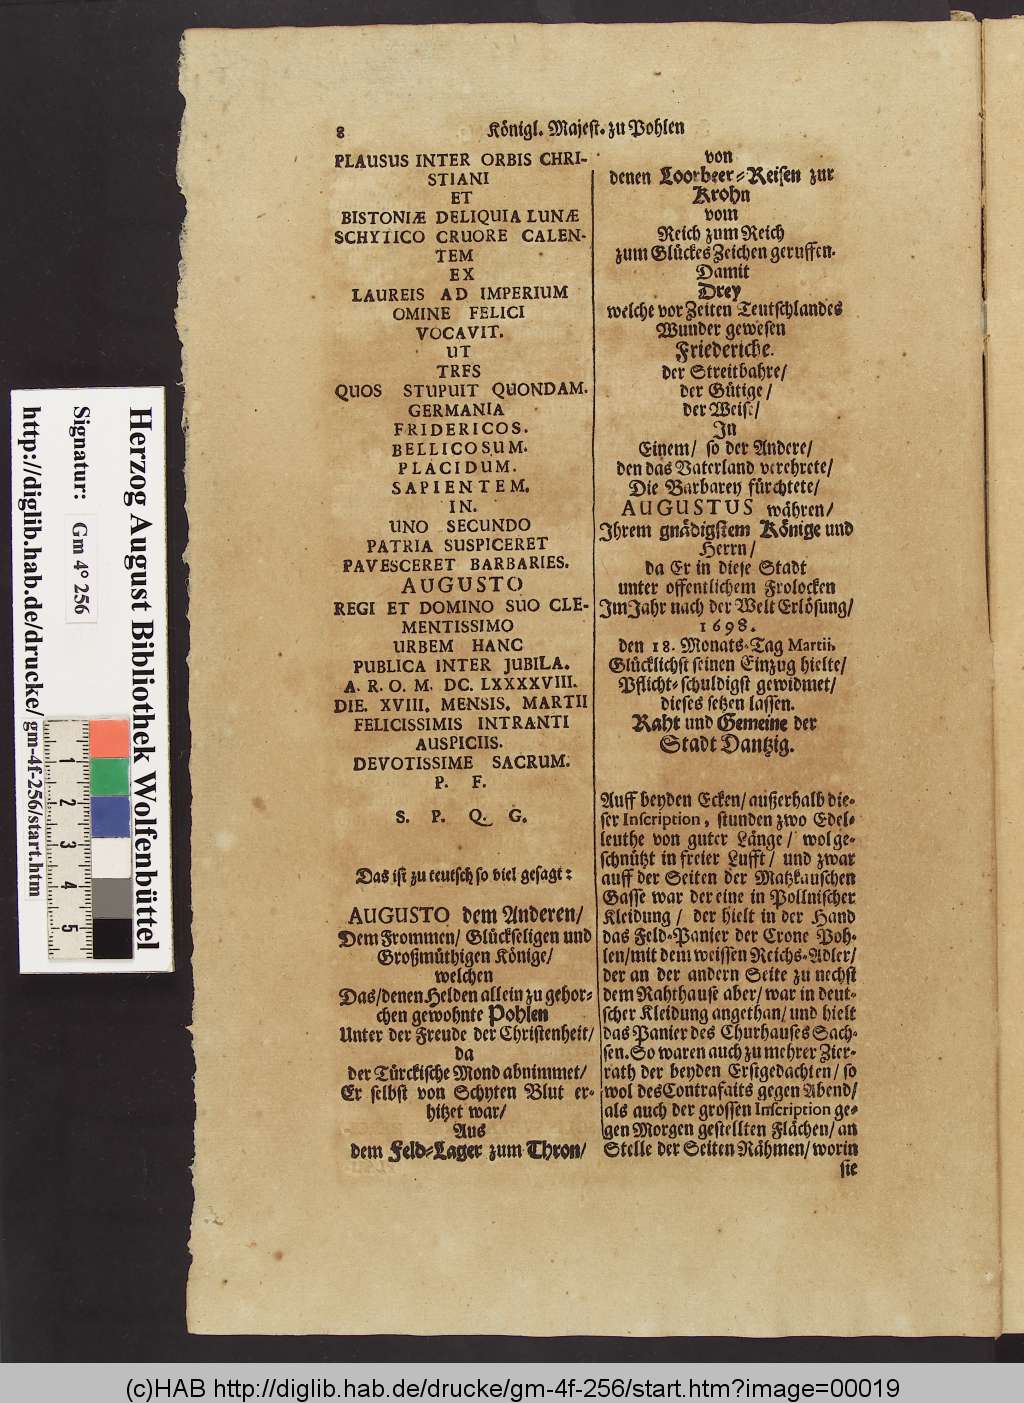 8 Königl. Majest. zu Pohlen
PLAUSUS INTER ORBIS CHRI-
STIANI
ET
BISTONIÆ DELIQUIA LUNÆ
SCHYTICO CRUORE CALEN-
TEM
EX
LAUREIS AD IMPERIUM
OMINE FELICI
VOCAVIT.
UT
TRES
QUOS STUPUIT QUONDAM.
GERMANIA
FRIDERICOS.
BELLICOSUM.
PLACIDUM.
SAPIENTEM.
IN.
UNO SECUNDO
PATRIA SUSPICERET
PAVESCERET BARBARIES.
AUGUSTO
REGI ET DOMINO SUO CLE-
MENTISSIMO
URBEM HANC
PUBLICA INTER JUBILA.
A. R. O. M. DC. LXXXXVIII.
DIE. XVIII. MENSIS. MARTII
FELICISSIMIS INTRANTI
AUSPICIIS.
DEVOTISSIME SACRUM.
P. F.
S. P. Q. G.
Das ist zu teutsch so viel gesagt:
AUGUSTO dem Anderen/
Dem Frommen/ Glückseligen und
Großmüthigen Könige/
welchen
Das/denen Helden allein zu gehor-
chen gewohnte Pohlen
Unter der Freude der Christenheit/
da
der Türckische Mond abnimmet/
Er selbst von Schyten Blut er-
hitzet war/
Aus
dem Feld-Lager zum Thron/
von
denen Loorbeer-Reisen zur
Krohn
vom
Reich zum Reich
zum Glückes Zeichen geruffen.
Damit
Drey
welche vor Zeiten Teutschlandes
Wunder gewesen
Friederiche.
der Streitbahre/
der Gütige/
der Weise/
In
Einem/ so der Andere/
den das Vaterland verehrete/
Die Barbarey fürchtete/
AUGUSTUS währen/
Ihrem gnädigstem Könige und
Herrn/
da Er in diese Stadt
unter offentlichem Frolocken
Im Jahr nach der Welt Erlösung/
1698.
den 18. Monats-Tag Martii,
Glücklichst seinen Einzug hielte/
Pflicht-schuldigst gewidmet/
dieses setzen lassen.
Raht und Gemeine der
Stadt Dantzig.
Auff beyden Ecken/ außerhalb die-
ser Inscription, stunden zwo Edel-
leuthe von guter Länge/ wol ge-
schnützt in freier Lufft/ und zwar
auff der Seiten der Matzkauschen
Gasse war der eine in Pollnischer
Kleidung/ der hielt in der Hand
das Feld-Panier der Crone Poh-
len/mit dem weissen Reichs-Adler/
der an der andern Seite zu nechst
dem Rahthause aber/ war in deut-
scher Kleidung angethan/ und hielt
das Panier des Churhauses Sach-
sen. So waren auch zu mehrer Zier-
rath der beyden Erstgedachten/ so
wol des Contrafaits gegen Abend/
als auch der grossen Inscription ge-
gen Morgen gestellten Flächen/ an
Stelle der Seiten Rähmen/ worin
sie
Herzog August Bibliothek Wolfenbüttel
Signatur: Gm 4° 256
http://diglib.hab.de/drucke/gm-4f-256/start.htm
1
2
3
4
5
(c)HAB http://diglib.hab.de/drucke/gm-4f-256/start.htm?image=00019